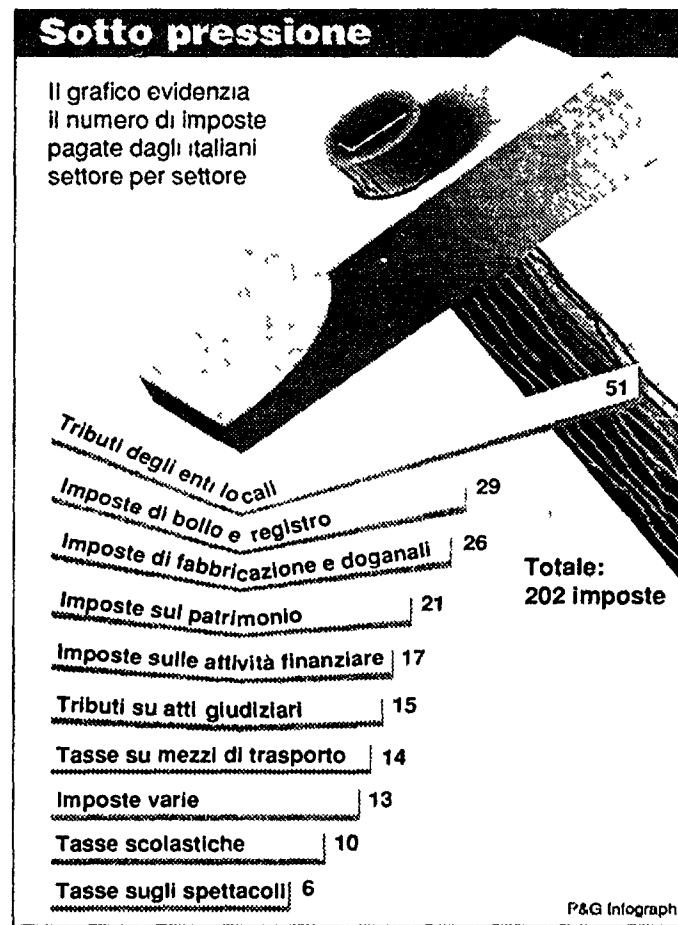 Sotto pressione
Il grafico evidenzia
il numero di imposte
pagate dagli italiani
settore per settore
Tributi degli enti locali 51
Imposte di bollo e registro 29
Imposte di fabbricazione e doganali 26
Imposte sul patrimonio 21
Imposte sulle attività finanziare 17
Tributi su atti giudiziari 15
Tasse su mezzi di trasporto 14
Imposte varie 13
Tasse scolastiche 10
Tasse sugli spettacoli 6
Totale:
202 imposte
P&G Infograph